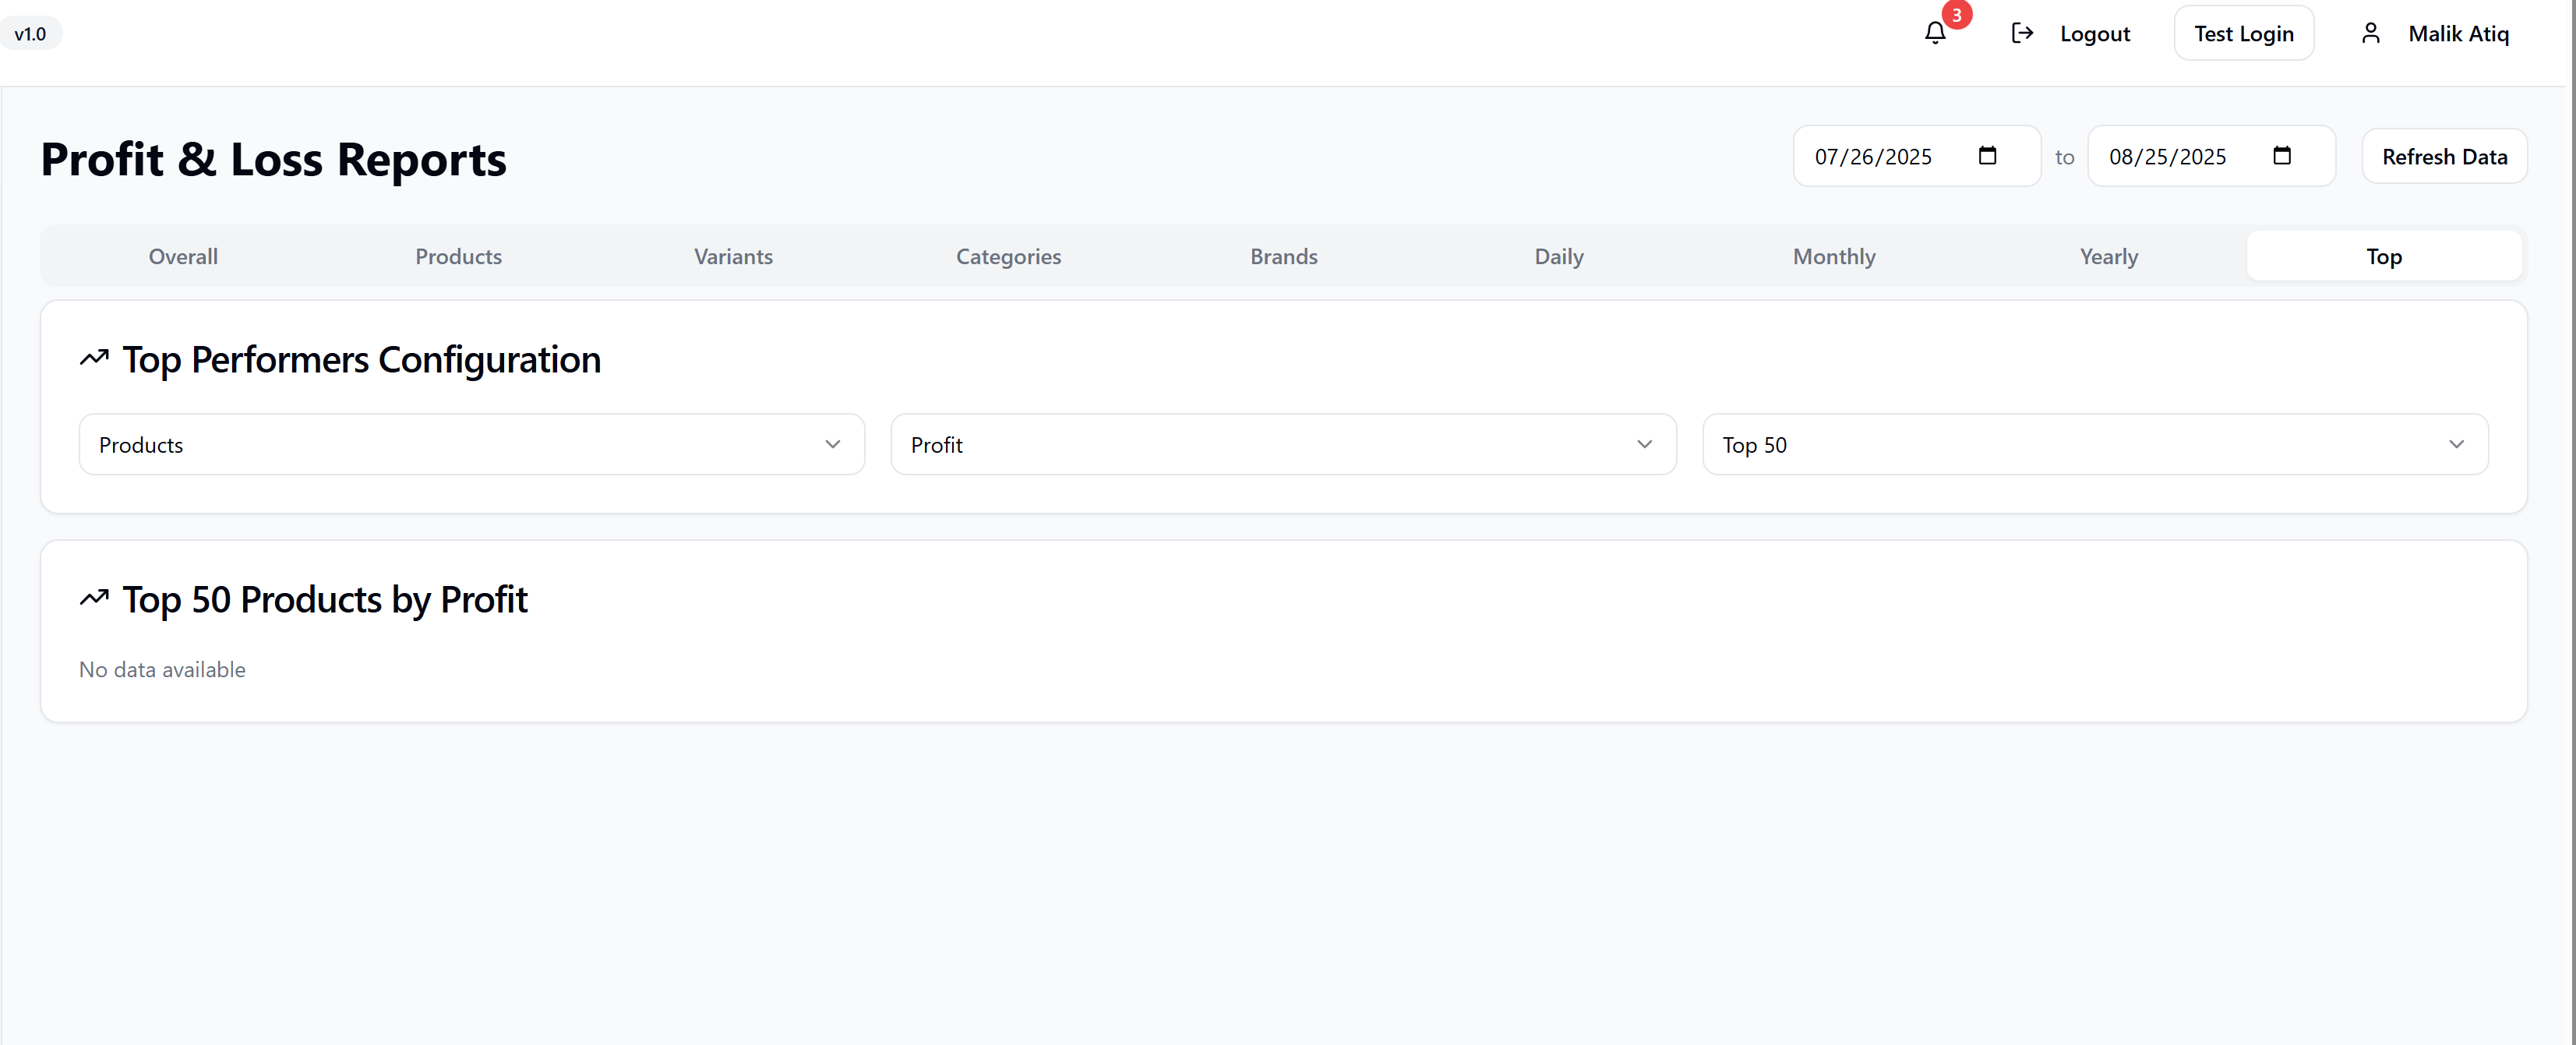 v1.0
3
Logout
Test Login
Malik Atiq
Profit & Loss Reports
07/26/2025 to 08/25/2025
Refresh Data
Overall
Products
Variants
Categories
Brands
Daily
Monthly
Yearly
Top
Top Performers Configuration
Products
Profit
Top 50
Top 50 Products by Profit
No data available